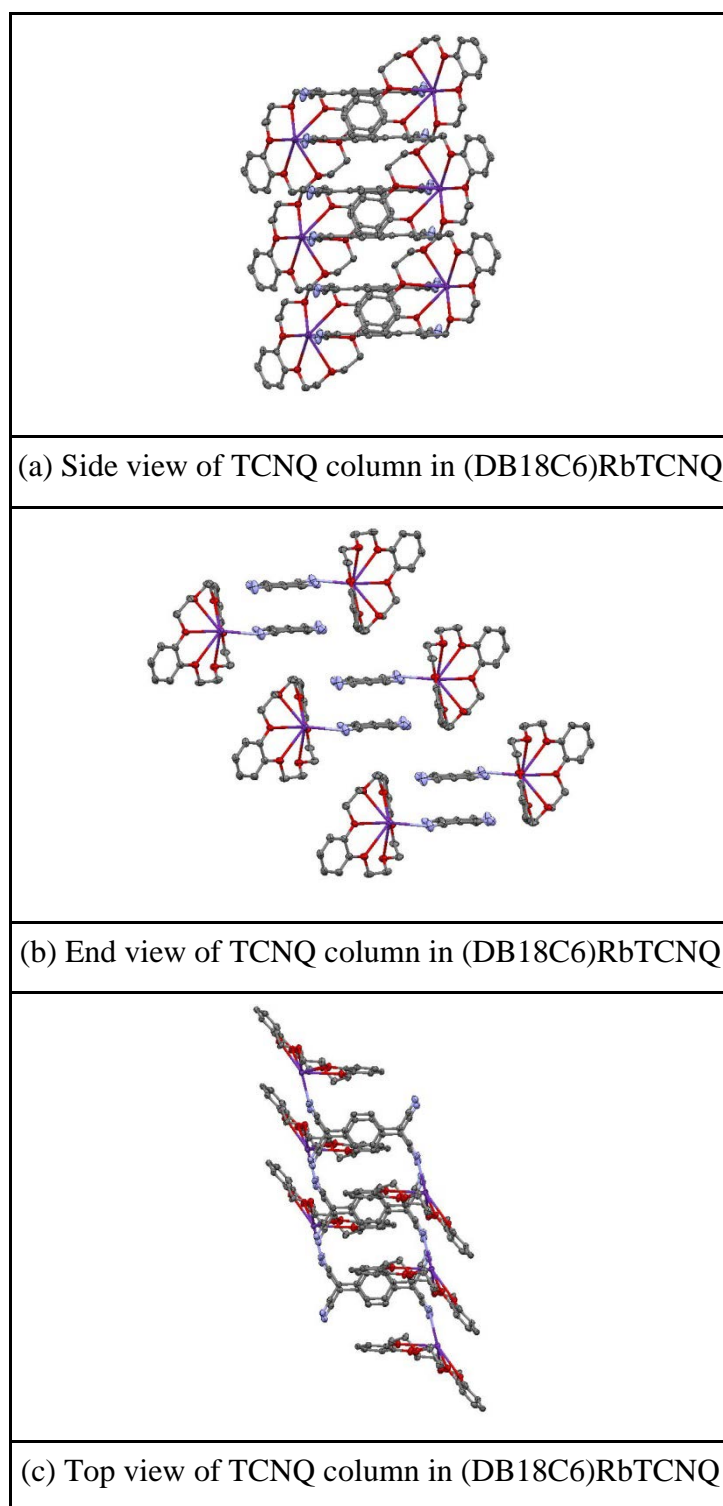 (a) Side view of TCNQ column in (DB18C6)RbTCNQ
(b) End view of TCNQ column in (DB18C6)RbTCNQ
(c) Top view of TCNQ column in (DB18C6)RbTCNQ